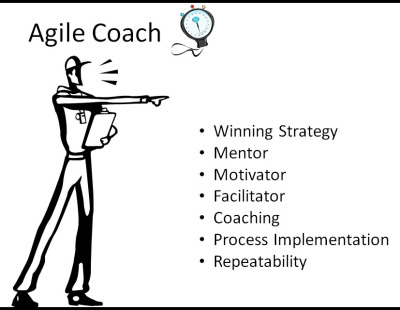 Agile Coach
• Winning Strategy
• Mentor
• Motivator
• Facilitator
• Coaching
• Process Implementation
• Repeatability